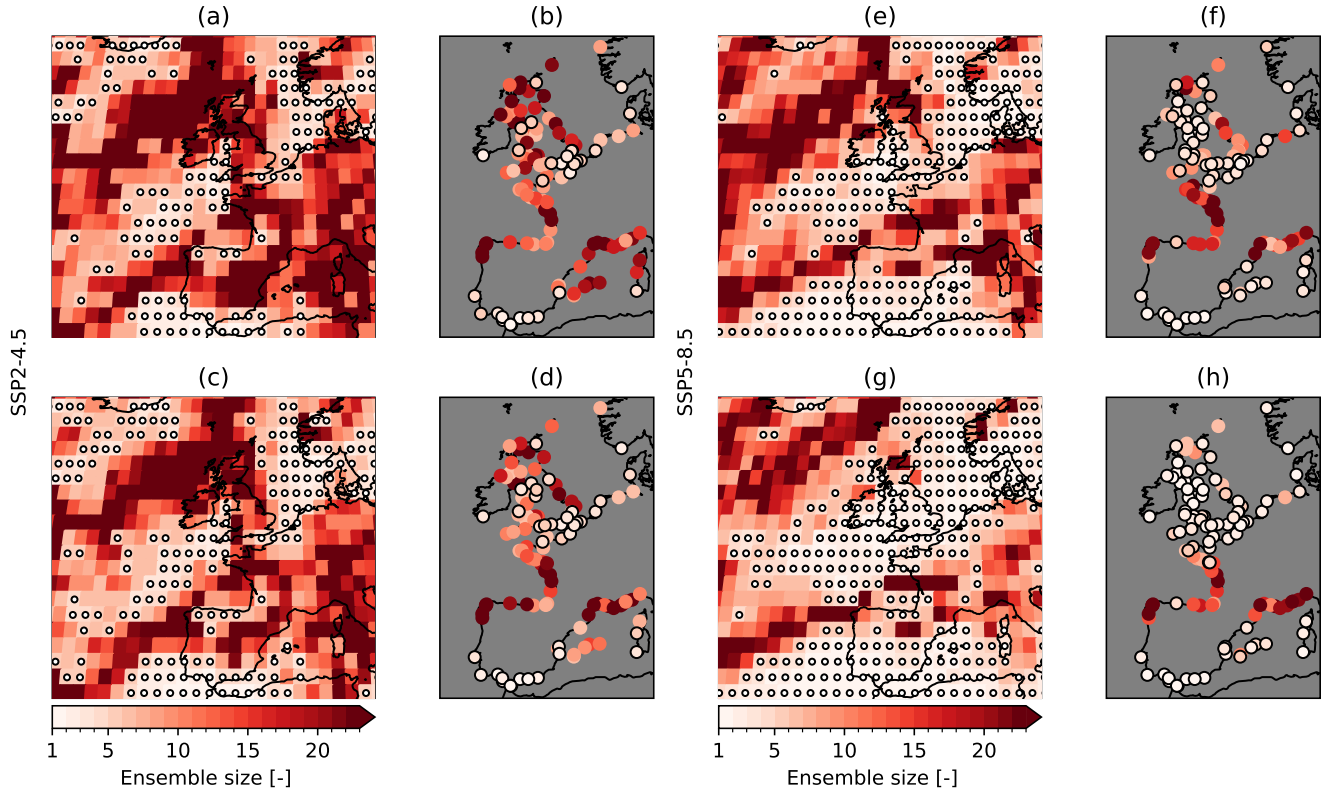 (a) (b) (e) (f)
SSP2-4.5 SSP5-8.5
(c) (d) (g) (h)
1 5 10 15 20 1 5 10 15 20
Ensemble size [-] Ensemble size [-]